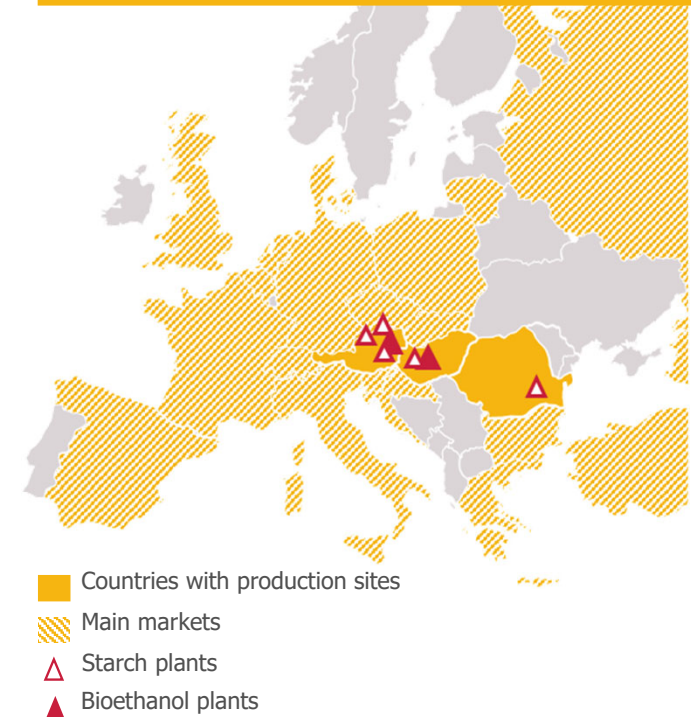 Countries with production sites
Main markets
Starch plants
Bioethanol plants